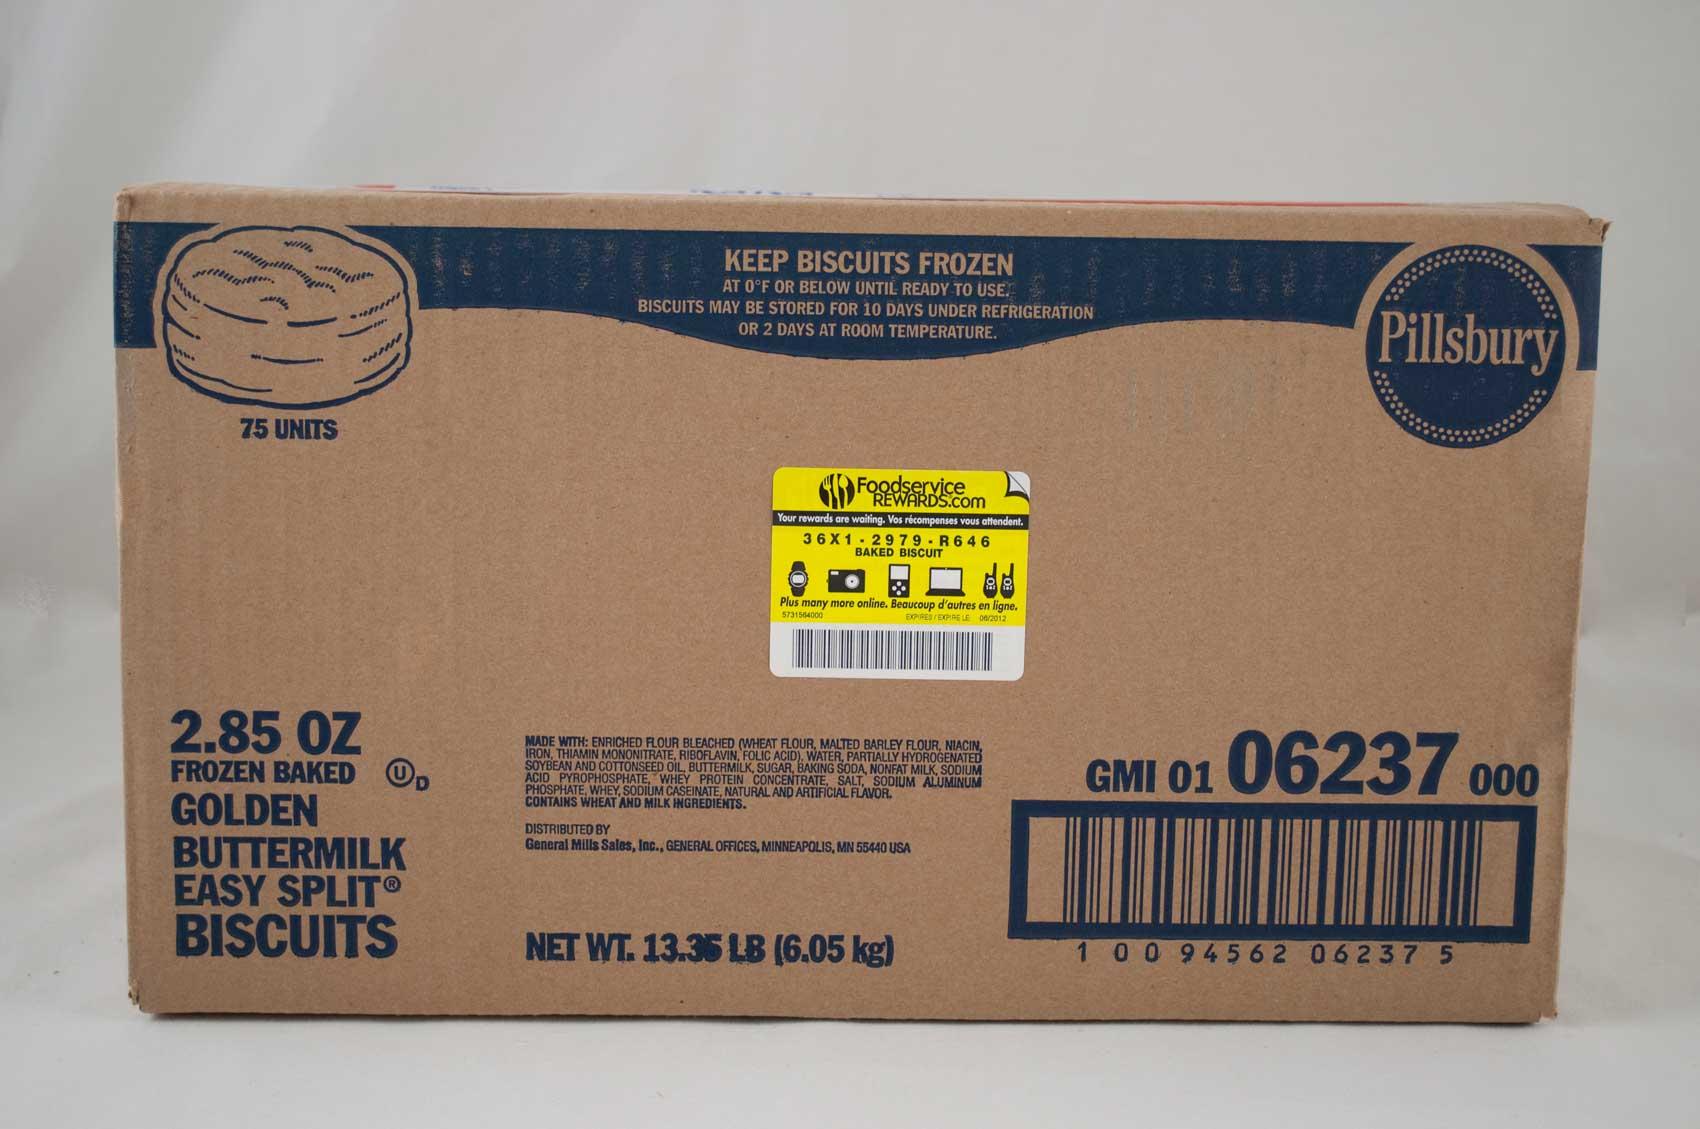 KEEP BISCUITS FROZEN
AT 0°F OR BELOW UNTIL READY TO USE.
BISCUITS MAY BE STORED FOR 10 DAYS UNDER REFRIGERATION
OR 2 DAYS AT ROOM TEMPERATURE.
Pillsbury
75 UNITS
Foodservice
REWARDS.com
Your rewards are waiting. Vos récompenses vous attendent.
36X1-2979-R646
BAKED BISCUIT
Plus many more online. Beaucoup d'autres en ligne.
5731564000 EXPIRES / EXPIRE LE: 06/2012
2.85 OZ
FROZEN BAKED U D
GOLDEN
BUTTERMILK
EASY SPLIT®
BISCUITS
MADE WITH: ENRICHED FLOUR BLEACHED (WHEAT FLOUR, MALTED BARLEY FLOUR, NIACIN,
IRON, THIAMIN MONONITRATE, RIBOFLAVIN, FOLIC ACID), WATER, PARTIALLY HYDROGENATED
SOYBEAN AND COTTONSEED OIL, BUTTERMILK, SUGAR, BAKING SODA, NONFAT MILK, SODIUM
ACID PYROPHOSPHATE, WHEY PROTEIN CONCENTRATE, SALT, SODIUM ALUMINUM
PHOSPHATE, WHEY, SODIUM CASEINATE, NATURAL AND ARTIFICIAL FLAVOR.
CONTAINS WHEAT AND MILK INGREDIENTS.
DISTRIBUTED BY
General Mills Sales, Inc., GENERAL OFFICES, MINNEAPOLIS, MN 55440 USA
NET WT. 13.35 LB (6.05 kg)
GMI 01 06237 000
1 00 94562 06237 5